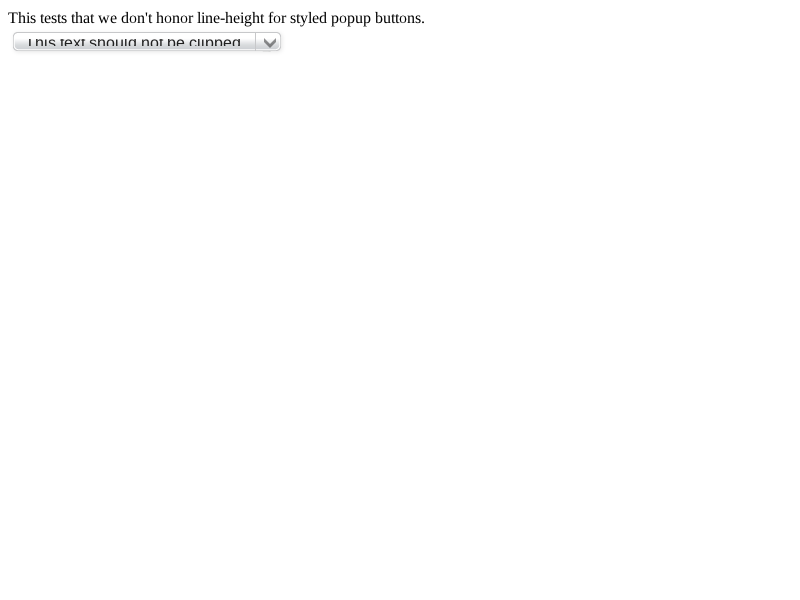 This tests that we don't honor line-height for styled popup buttons.
This text should not be clipped